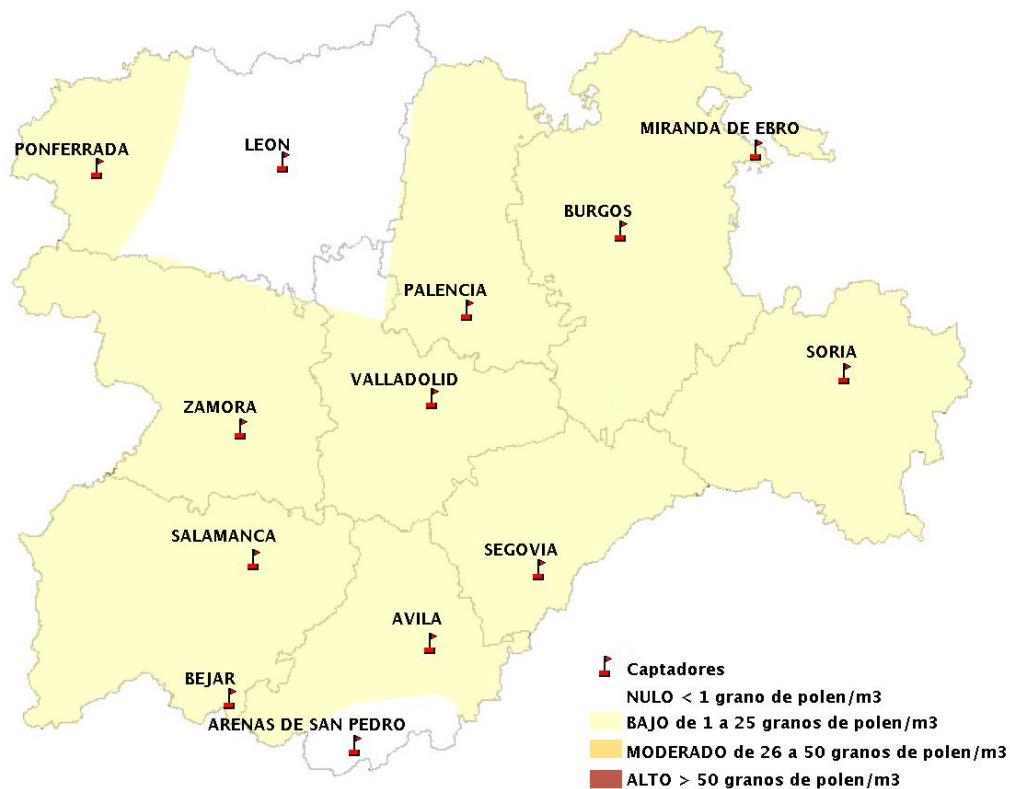 MIRANDA DE EBRO
PONFERRADA
LEON
BURGOS
PALENCIA
SORIA
VALLADOLID
ZAMORA
SALAMANCA
SEGOVIA
AVILA
BEJAR
ARENAS DE SAN PEDRO
Captadores
NULO < 1 grano de polen/m3
BAJO de 1 a 25 granos de polen/m3
MODERADO de 26 a 50 granos de polen/m3
ALTO > 50 granos de polen/m3